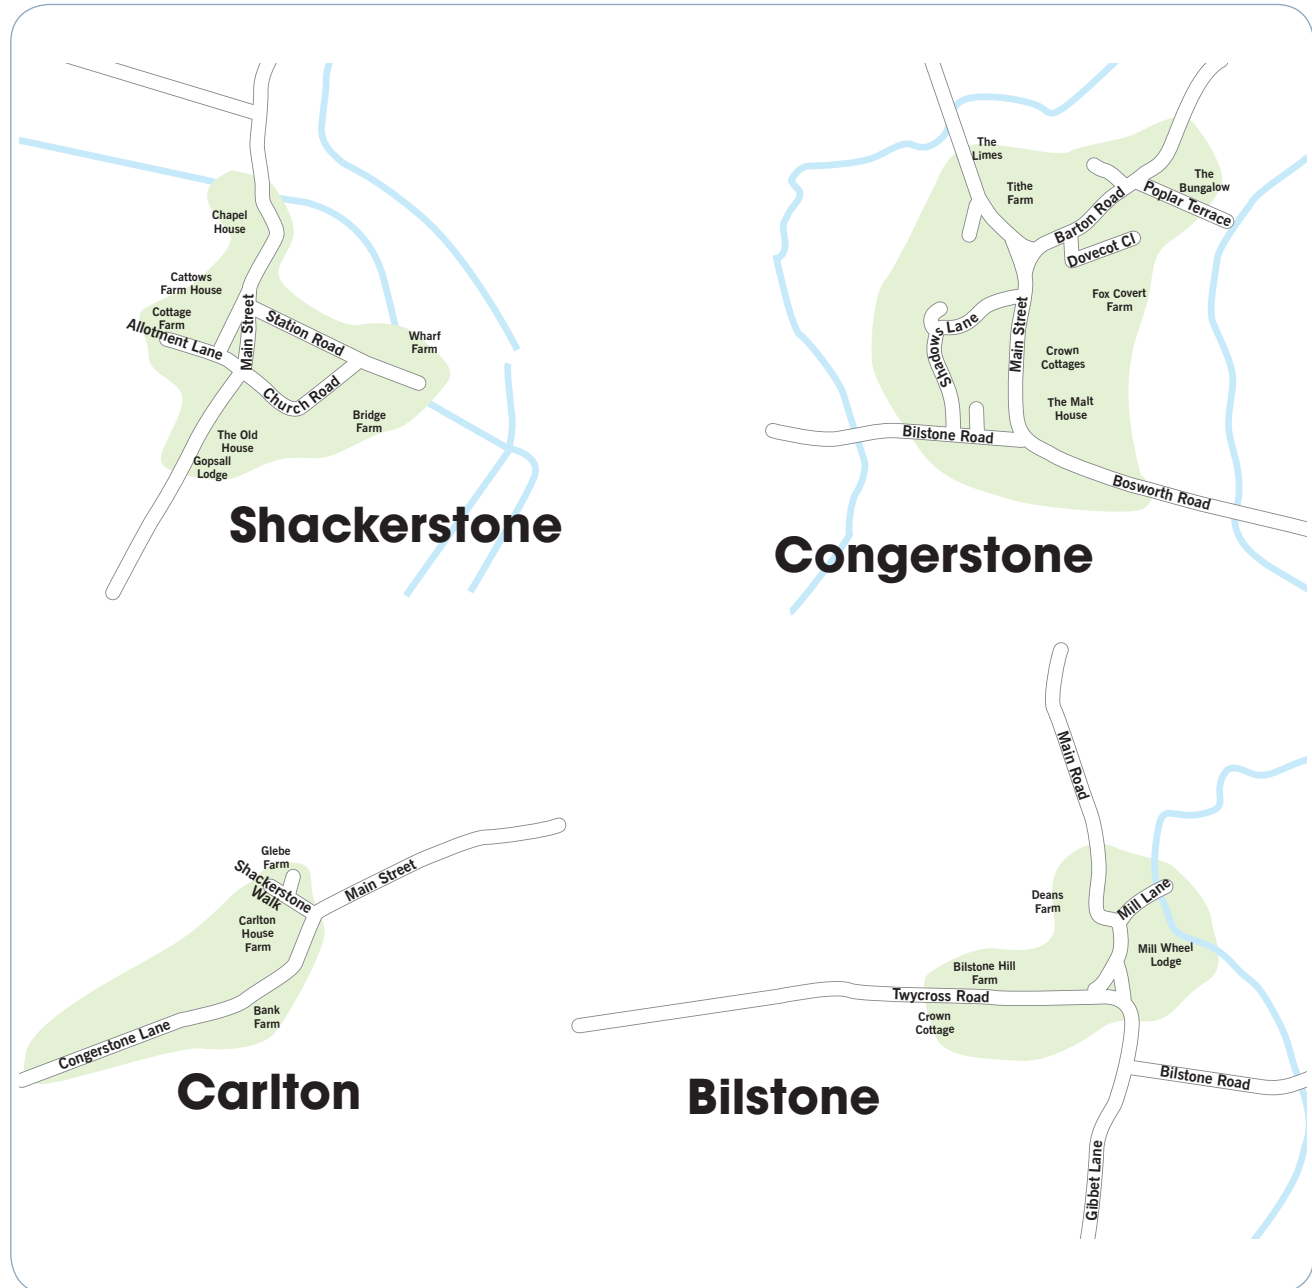 Chapel
House
Cattows
Farm House
Cottage
Farm
Allotment Lane
Main Street
Station Road
Church Road
Wharf
Farm
Bridge
Farm
The Old
House
Gopsall
Lodge
Shackerstone
The
Limes
Tithe
Farm
The
Bungalow
Poplar Terrace
Barton Road
Dovecot Cl
Fox Covert
Farm
Shadows Lane
Main Street
Crown
Cottages
The Malt
House
Bilstone Road
Bosworth Road
Congerstone
Glebe
Farm
Shackerstone
Walk
Main Street
Carlton
House
Farm
Bank
Farm
Congerstone Lane
Carlton
Main Road
Deans
Farm
Mill Lane
Mill Wheel
Lodge
Bilstone Hill
Farm
Twycross Road
Crown
Cottage
Bilstone Road
Gibbet Lane
Bilstone